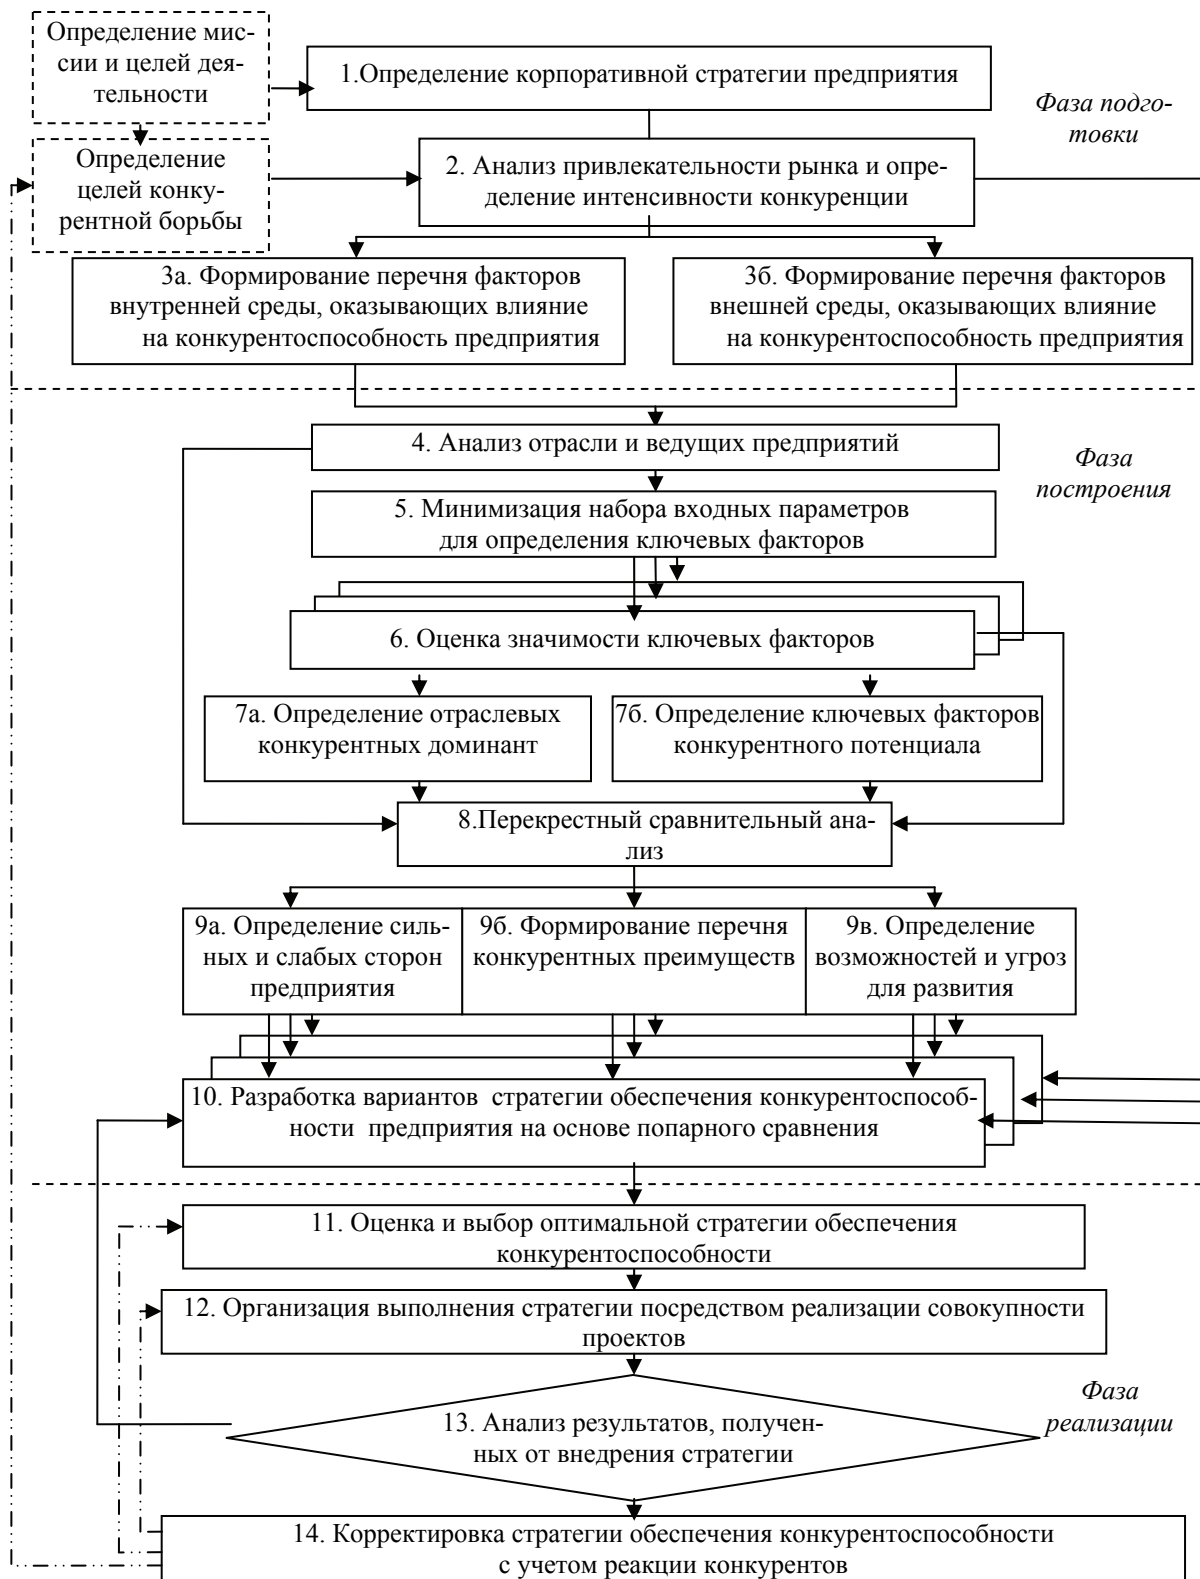 Определение мис-
сии и целей дея-
тельности
1.Определение корпоративной стратегии предприятия
Фаза подго-
товки
Определение
целей конку-
рентной борьбы
2. Анализ привлекательности рынка и опре-
деление интенсивности конкуренции
3а. Формирование перечня факторов
внутренней среды, оказывающих влияние
на конкурентоспособность предприятия
3б. Формирование перечня факторов
внешней среды, оказывающих влияние
на конкурентоспособность предприятия
4. Анализ отрасли и ведущих предприятий
Фаза
построения
5. Минимизация набора входных параметров
для определения ключевых факторов
6. Оценка значимости ключевых факторов
7а. Определение отраслевых
конкурентных доминант
7б. Определение ключевых факторов
конкурентного потенциала
8.Перекрестный сравнительный ана-
лиз
9а. Определение силь-
ных и слабых сторон
предприятия
9б. Формирование перечня
конкурентных преимуществ
9в. Определение
возможностей и угроз
для развития
10. Разработка вариантов  стратегии обеспечения конкурентоспособ-
ности  предприятия на основе попарного сравнения
11. Оценка и выбор оптимальной стратегии обеспечения
конкурентоспособности
12. Организация выполнения стратегии посредством реализации совокупности
проектов
Фаза
реализации
13. Анализ результатов, получен-
ных от внедрения стратегии
14. Корректировка стратегии обеспечения конкурентоспособности
с учетом реакции конкурентов